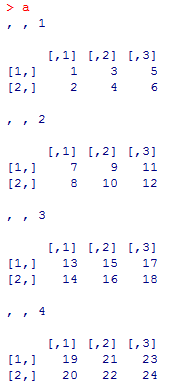 > a
, , 1
[,1] [,2] [,3]
[1,] 1 3 5
[2,] 2 4 6
, , 2
[,1] [,2] [,3]
[1,] 7 9 11
[2,] 8 10 12
, , 3
[,1] [,2] [,3]
[1,] 13 15 17
[2,] 14 16 18
, , 4
[,1] [,2] [,3]
[1,] 19 21 23
[2,] 20 22 24